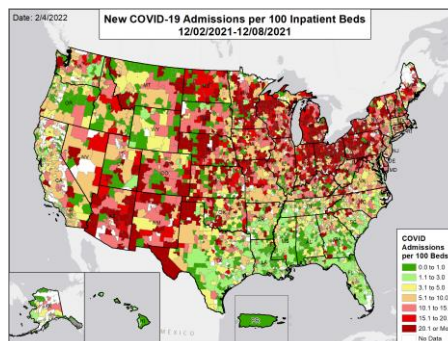 Date: 2/4/2022
New COVID-19 Admissions per 100 Inpatient Beds
12/02/2021-12/08/2021
MÉXICO
COVID
Admissions
per 100 Beds
0.0 to 1.0
1.1 to 3.0
3.1 to 5.0
5.1 to 10.0
10.1 to 15
15.1 to 20
20.1 or Mo
No Data